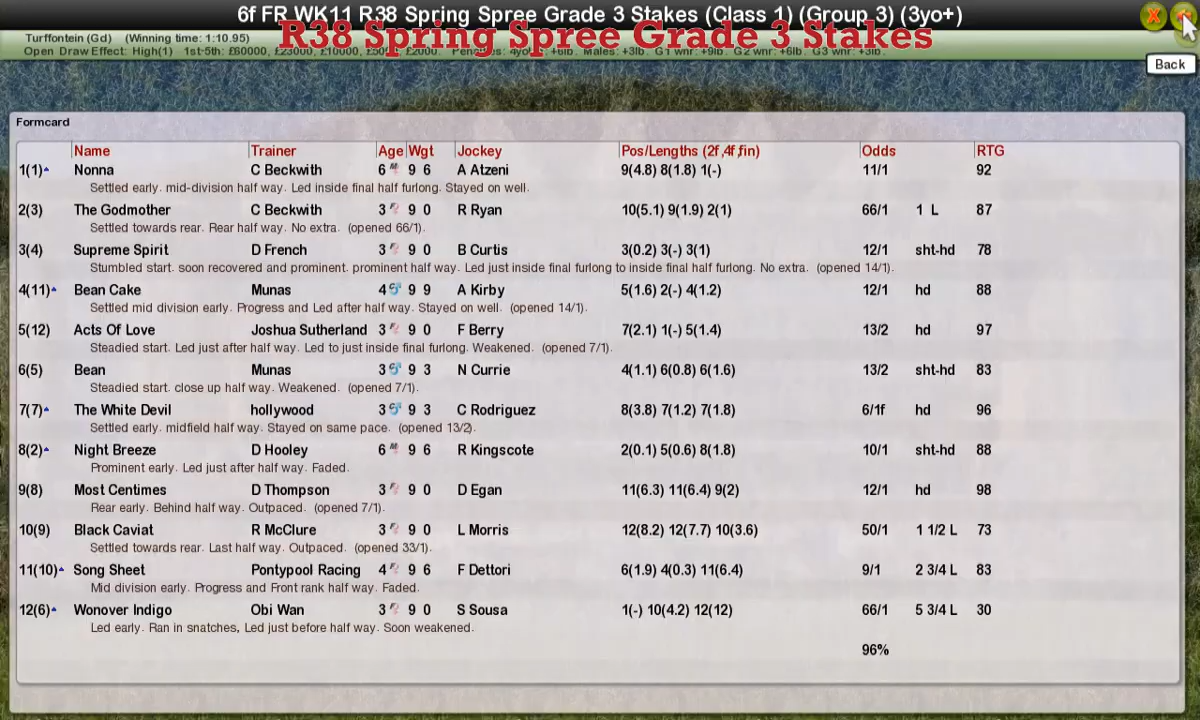 6f FR WK11 R38 Spring Spree Grade 3 Stakes (Class 1) (Group 3) (3yo+)
R38 Spring Spree Grade 3 Stakes
Turffontein (Gd) (Winning time: 1:10.95)
Open Draw Effect: High(1) 1st-5th: £60000, £23000, £10000, £2000. +6lb. Males: +3lb. G1 wnr: +9lb. G2 wnr: +6lb. G3 wnr: +3lb.
Back
Formcard
Name Trainer Age Wgt Jockey Pos/Lengths (2f ,4f ,fin) Odds RTG
1(1) Nonna C Beckwith 6 9 6 A Atzeni 9(4.8) 8(1.8) 1(-) 11/1 92
Settled early. mid-division half way. Led inside final half furlong. Stayed on well.
2(3) The Godmother C Beckwith 3 9 0 R Ryan 10(5.1) 9(1.9) 2(1) 66/1 1 L 87
Settled towards rear. Rear half way. No extra. (opened 66/1).
3(4) Supreme Spirit D French 3 9 0 B Curtis 3(0.2) 3(-) 3(1) 12/1 sht-hd 78
Stumbled start. soon recovered and prominent. prominent half way. Led just inside final furlong to inside final half furlong. No extra. (opened 14/1).
4(11) Bean Cake Munas 4 9 9 A Kirby 5(1.6) 2(-) 4(1.2) 12/1 hd 88
Settled mid division early. Progress and Led after half way. Stayed on well. (opened 14/1).
5(12) Acts Of Love Joshua Sutherland 3 9 0 F Berry 7(2.1) 1(-) 5(1.4) 13/2 hd 97
Steadied start. Led just after half way. Led to just inside final furlong. Weakened. (opened 7/1).
6(5) Bean Munas 3 9 3 N Currie 4(1.1) 6(0.8) 6(1.6) 13/2 sht-hd 83
Steadied start. close up half way. Weakened. (opened 7/1).
7(7) The White Devil hollywood 3 9 3 C Rodriguez 8(3.8) 7(1.2) 7(1.8) 6/1f hd 96
Settled early. midfield half way. Stayed on same pace. (opened 13/2).
8(2) Night Breeze D Hooley 6 9 6 R Kingscote 2(0.1) 5(0.6) 8(1.8) 10/1 sht-hd 88
Prominent early. Led just after half way. Faded.
9(8) Most Centimes D Thompson 3 9 0 D Egan 11(6.3) 11(6.4) 9(2) 12/1 hd 98
Rear early. Behind half way. Outpaced. (opened 7/1).
10(9) Black Caviat R McClure 3 9 0 L Morris 12(8.2) 12(7.7) 10(3.6) 50/1 1 1/2 L 73
Settled towards rear. Last half way. Outpaced. (opened 33/1).
11(10) Song Sheet Pontypool Racing 4 9 6 F Dettori 6(1.9) 4(0.3) 11(6.4) 9/1 2 3/4 L 83
Mid division early. Progress and Front rank half way. Faded.
12(6) Wonover Indigo Obi Wan 3 9 0 S Sousa 1(-) 10(4.2) 12(12) 66/1 5 3/4 L 30
Led early. Ran in snatches, Led just before half way. Soon weakened.
96%